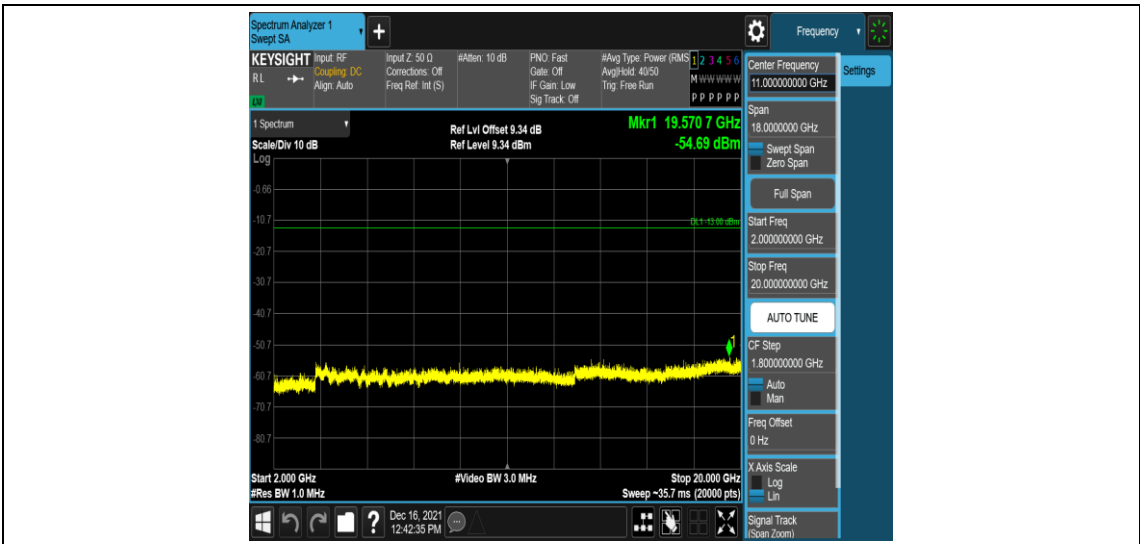 Spectrum Analyzer 1
Swept SA
Frequency
KEYSIGHT
RL
LXI
Input: RF
Coupling: DC
Align: Auto
Input Z: 50 Ω
Corrections: Off
Freq Ref: Int (S)
#Atten: 10 dB
PNO: Fast
Gate: Off
IF Gain: Low
Sig Track: Off
#Avg Type: Power (RMS
Avg|Hold: 40/50
Trig: Free Run
1 2 3 4 5 6
M W W W W W
P P P P P P
Center Frequency
11.000000000 GHz
Settings
1 Spectrum
Scale/Div 10 dB
Log
Ref Lvl Offset 9.34 dB
Ref Level 9.34 dBm
Mkr1 19.570 7 GHz
-54.69 dBm
-0.66
-10.7
-20.7
-30.7
-40.7
-50.7
-60.7
-70.7
-80.7
DL1 -13.00 dBm
1
Span
18.0000000 GHz
Swept Span
Zero Span
Full Span
Start Freq
2.000000000 GHz
Stop Freq
20.000000000 GHz
AUTO TUNE
CF Step
1.800000000 GHz
Auto
Man
Freq Offset
0 Hz
X Axis Scale
Log
Lin
Signal Track
(Span Zoom)
Start 2.000 GHz
#Res BW 1.0 MHz
#Video BW 3.0 MHz
Stop 20.000 GHz
Sweep ~35.7 ms (20000 pts)
?
Dec 16, 2021
12:42:35 PM